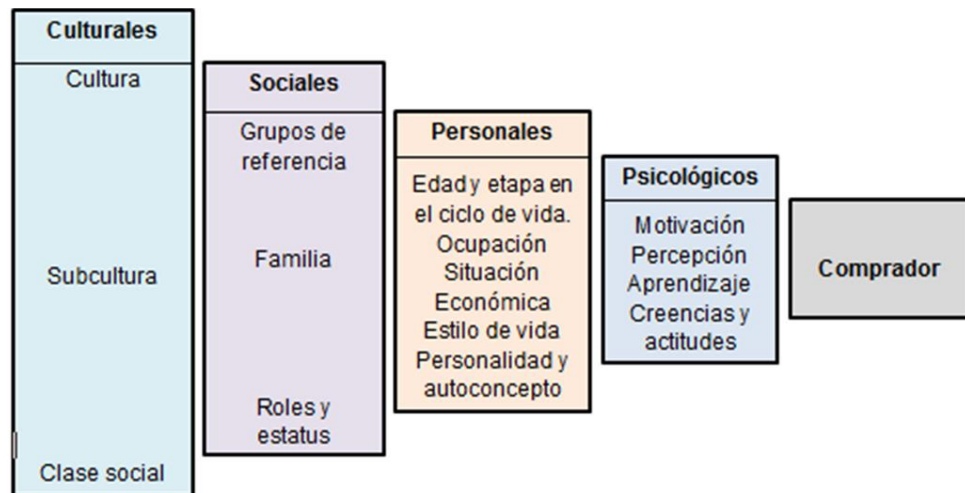 Culturales
Cultura
Subcultura
Clase social
Sociales
Grupos de
referencia
Familia
Roles y
estatus
Personales
Edad y etapa en
el ciclo de vida.
Ocupación
Situación
Económica
Estilo de vida
Personalidad y
autoconcepto
Psicológicos
Motivación
Percepción
Aprendizaje
Creencias y
actitudes
Comprador